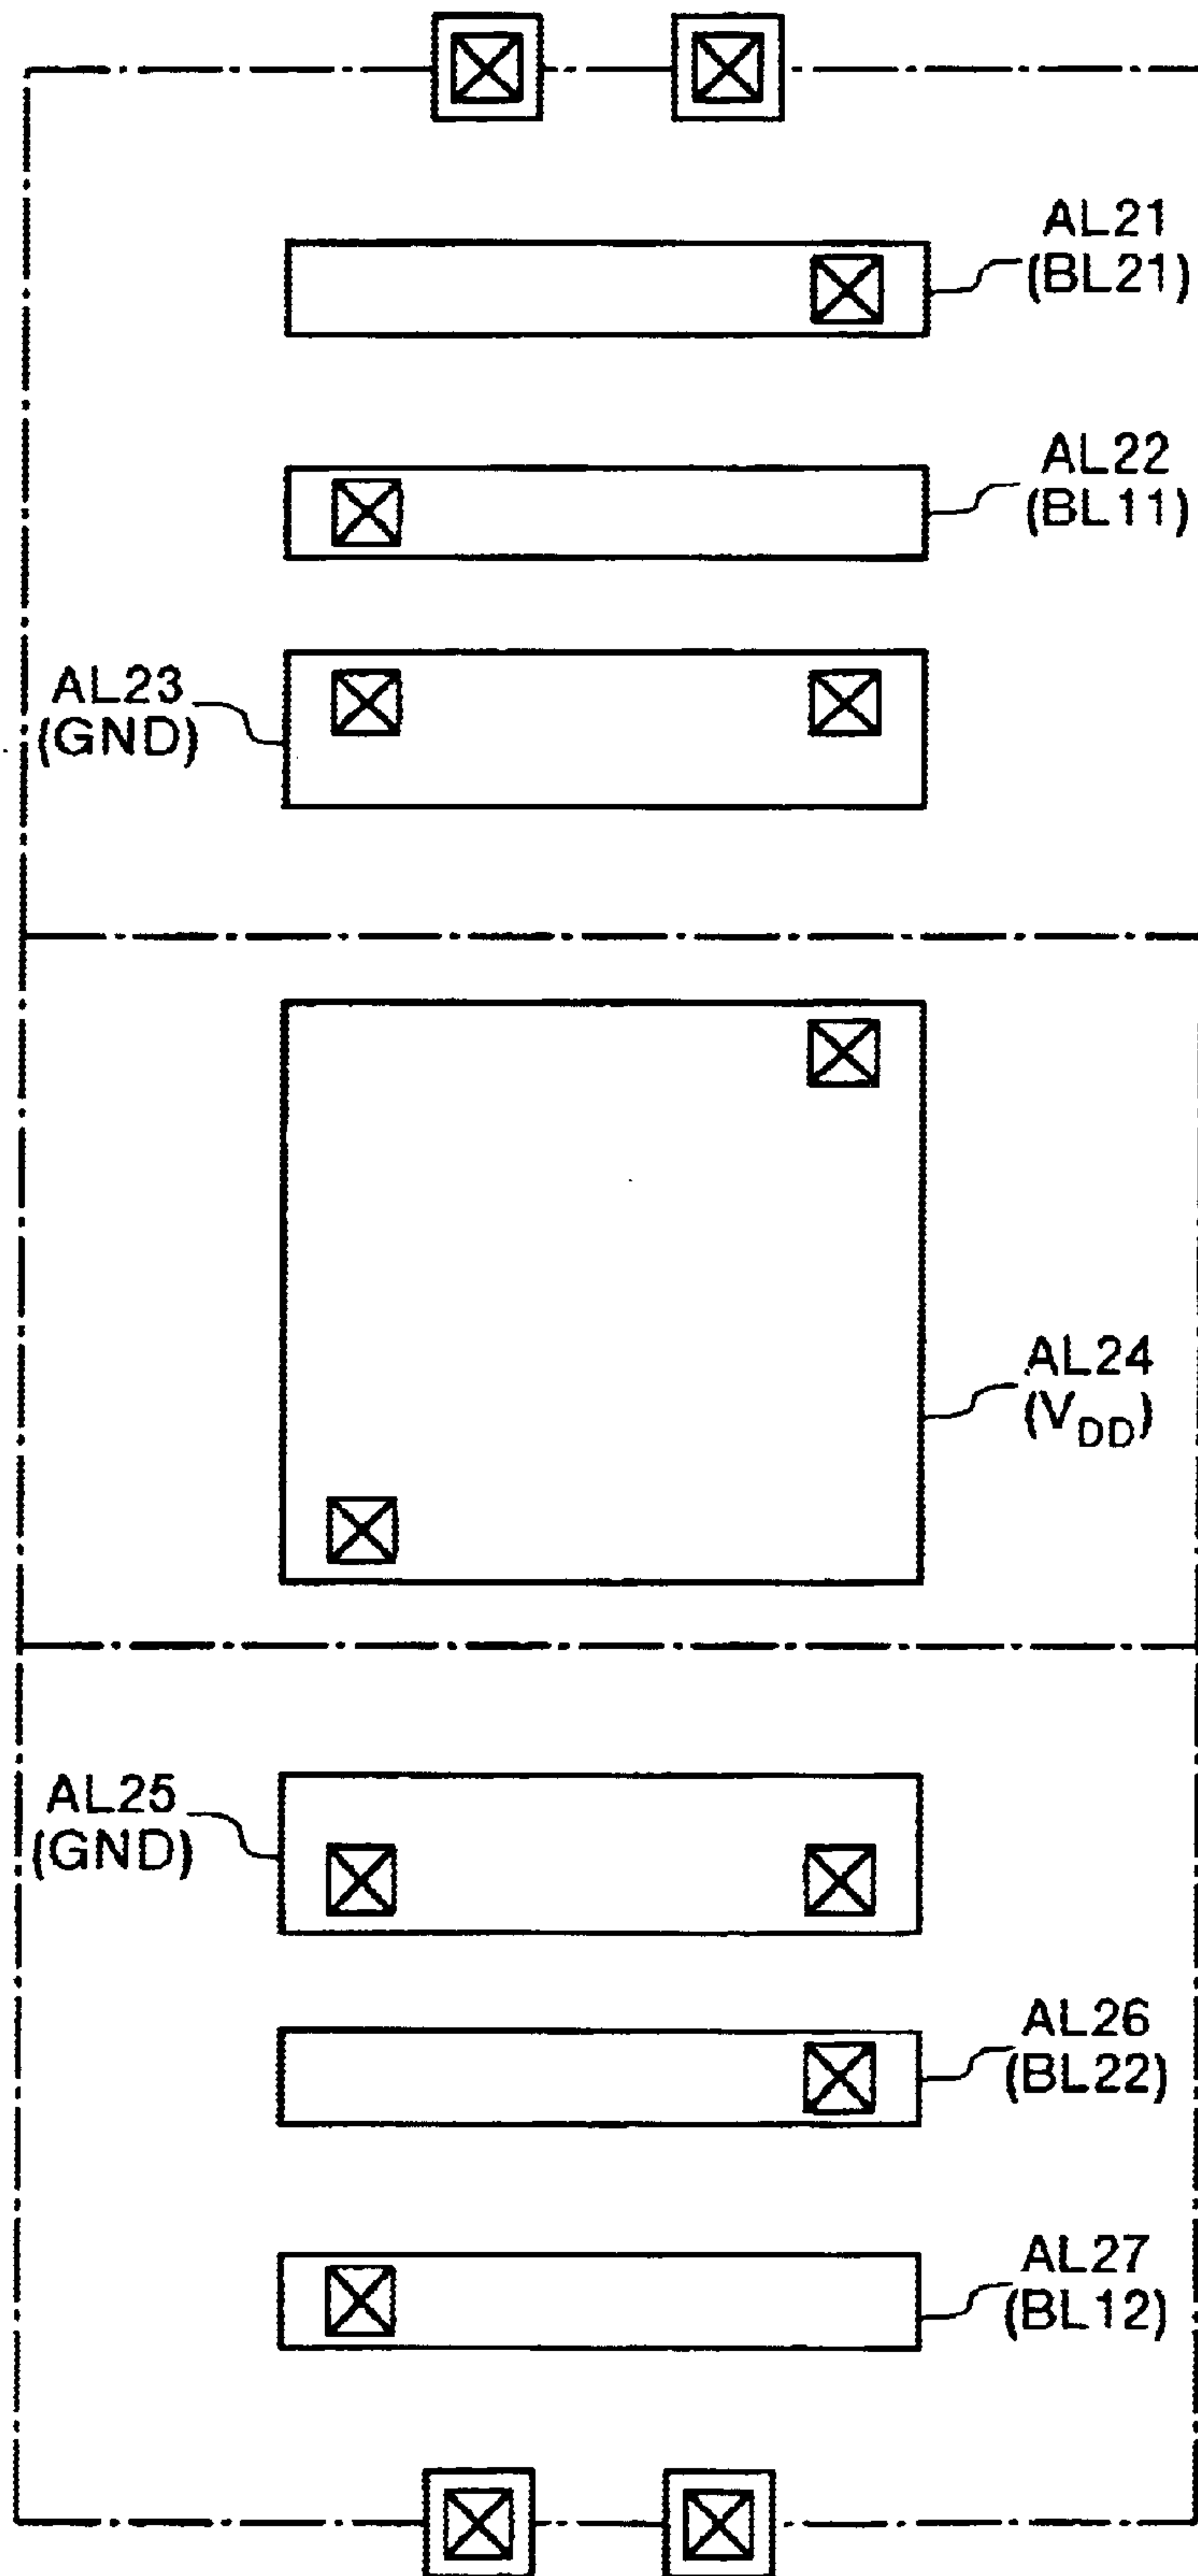 AL21
(BL21)
AL22
(BL11)
AL23
(GND)
AL24
(VDD)
AL25
(GND)
AL26
(BL22)
AL27
(BL12)